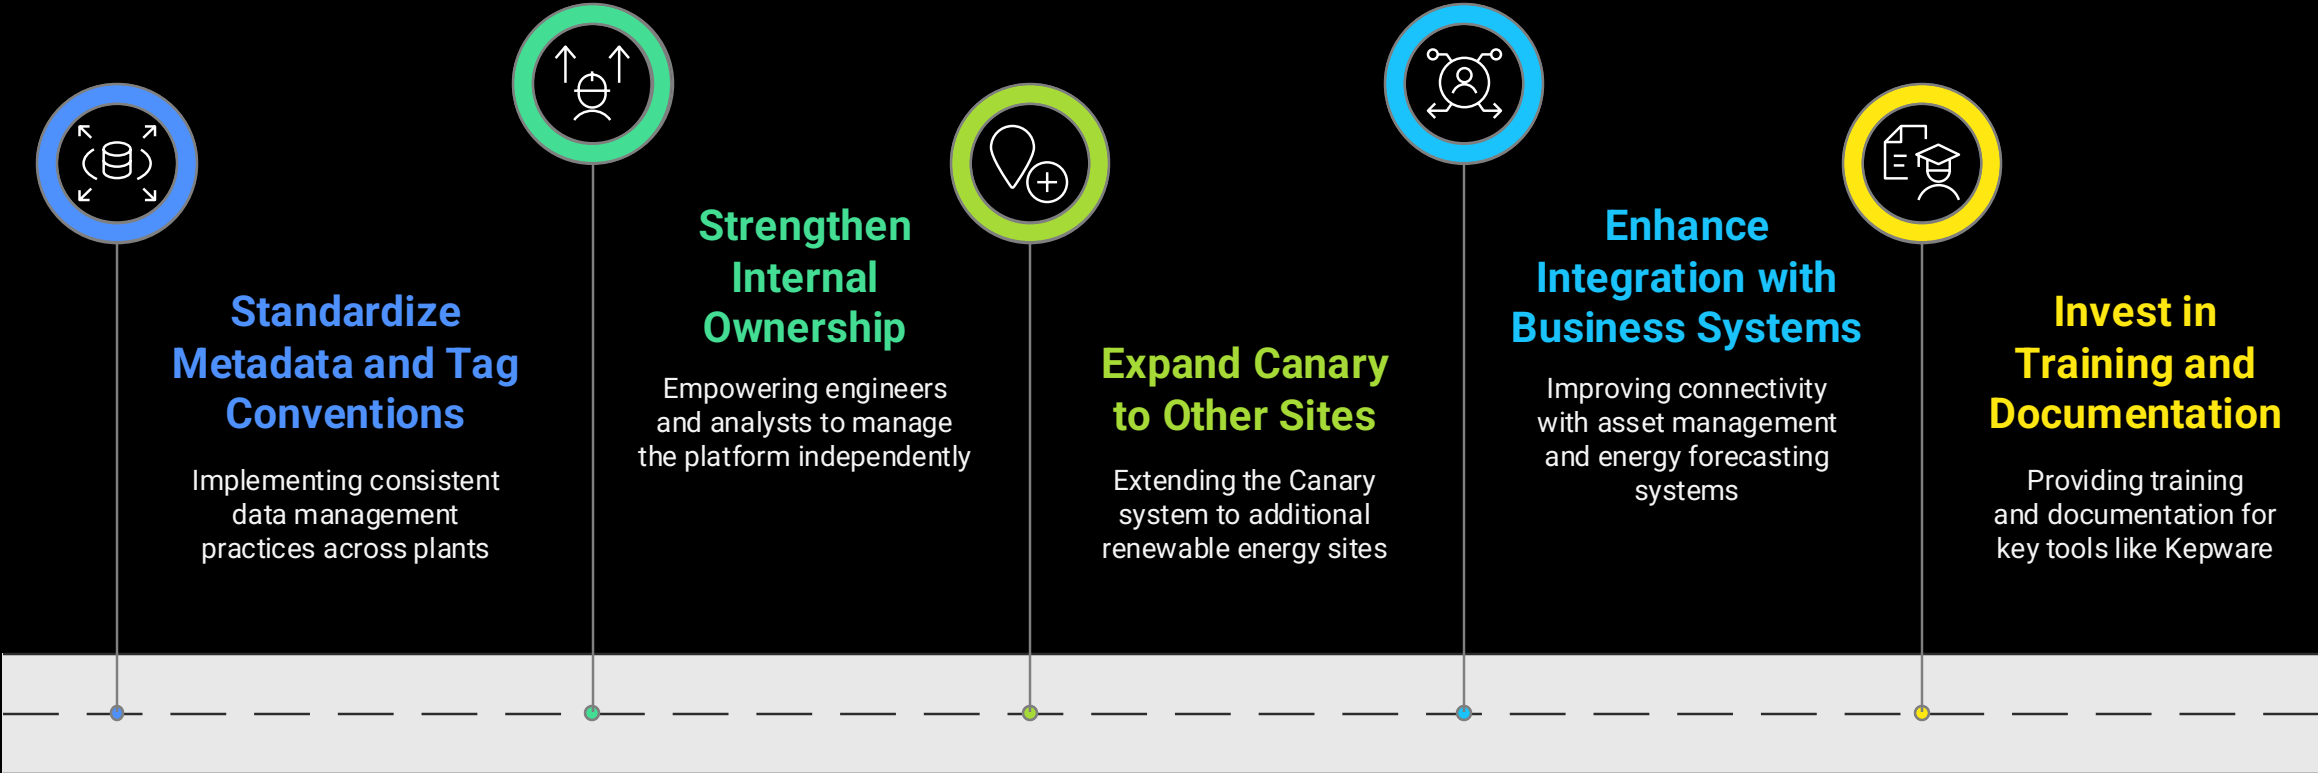 Standardize
Metadata and Tag
Conventions
Implementing consistent
data management
practices across plants
Strengthen
Internal
Ownership
Empowering engineers
and analysts to manage
the platform independently
Expand Canary
to Other Sites
Extending the Canary
system to additional
renewable energy sites
Enhance
Integration with
Business Systems
Improving connectivity
with asset management
and energy forecasting
systems
Invest in
Training and
Documentation
Providing training
and documentation for
key tools like Kepware